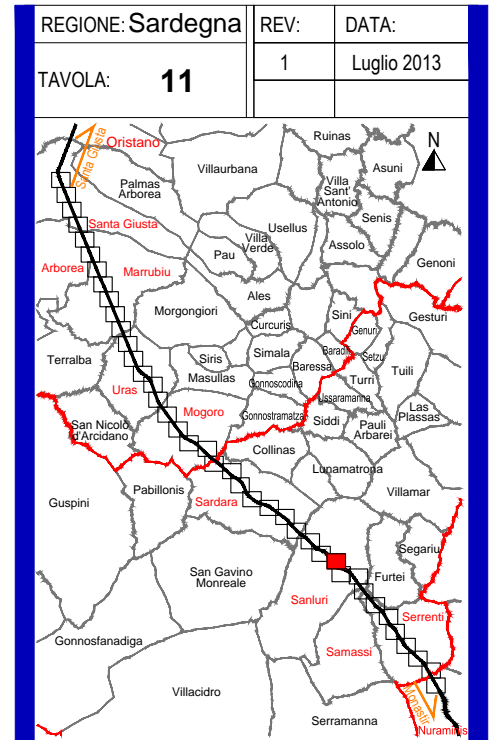 REGIONE: Sardegna
REV:
DATA:
TAVOLA: 11
1
Luglio 2013
N
Santa Giusta
Oristano
Ruinas
Villaurbana
Asuni
Palmas
Arborea
Villa
Sant'
Antonio
Senis
Santa Giusta
Usellus
Villa
Verde
Pau
Assolo
Genoni
Arborea
Marrubiu
Ales
Morgongiori
Curcuris
Sini
Gesturi
Genuri
Terralba
Siris
Simala
Baradili
Setzu
Masullas
Baressa
Tuili
Uras
Gonnoscodina
Turri
Ussaramanna
Mogoro
Gonnostramatza
Siddi
Las
Plassas
San Nicolò
d'Arcidano
Pauli
Arbarei
Collinas
Lunamatrona
Pabillonis
Villamar
Guspini
Sardara
Segariu
San Gavino
Monreale
Furtei
Sanluri
Serrenti
Gonnosfanadiga
Samassi
Villacidro
Monastir
Serramanna
Nuraminis